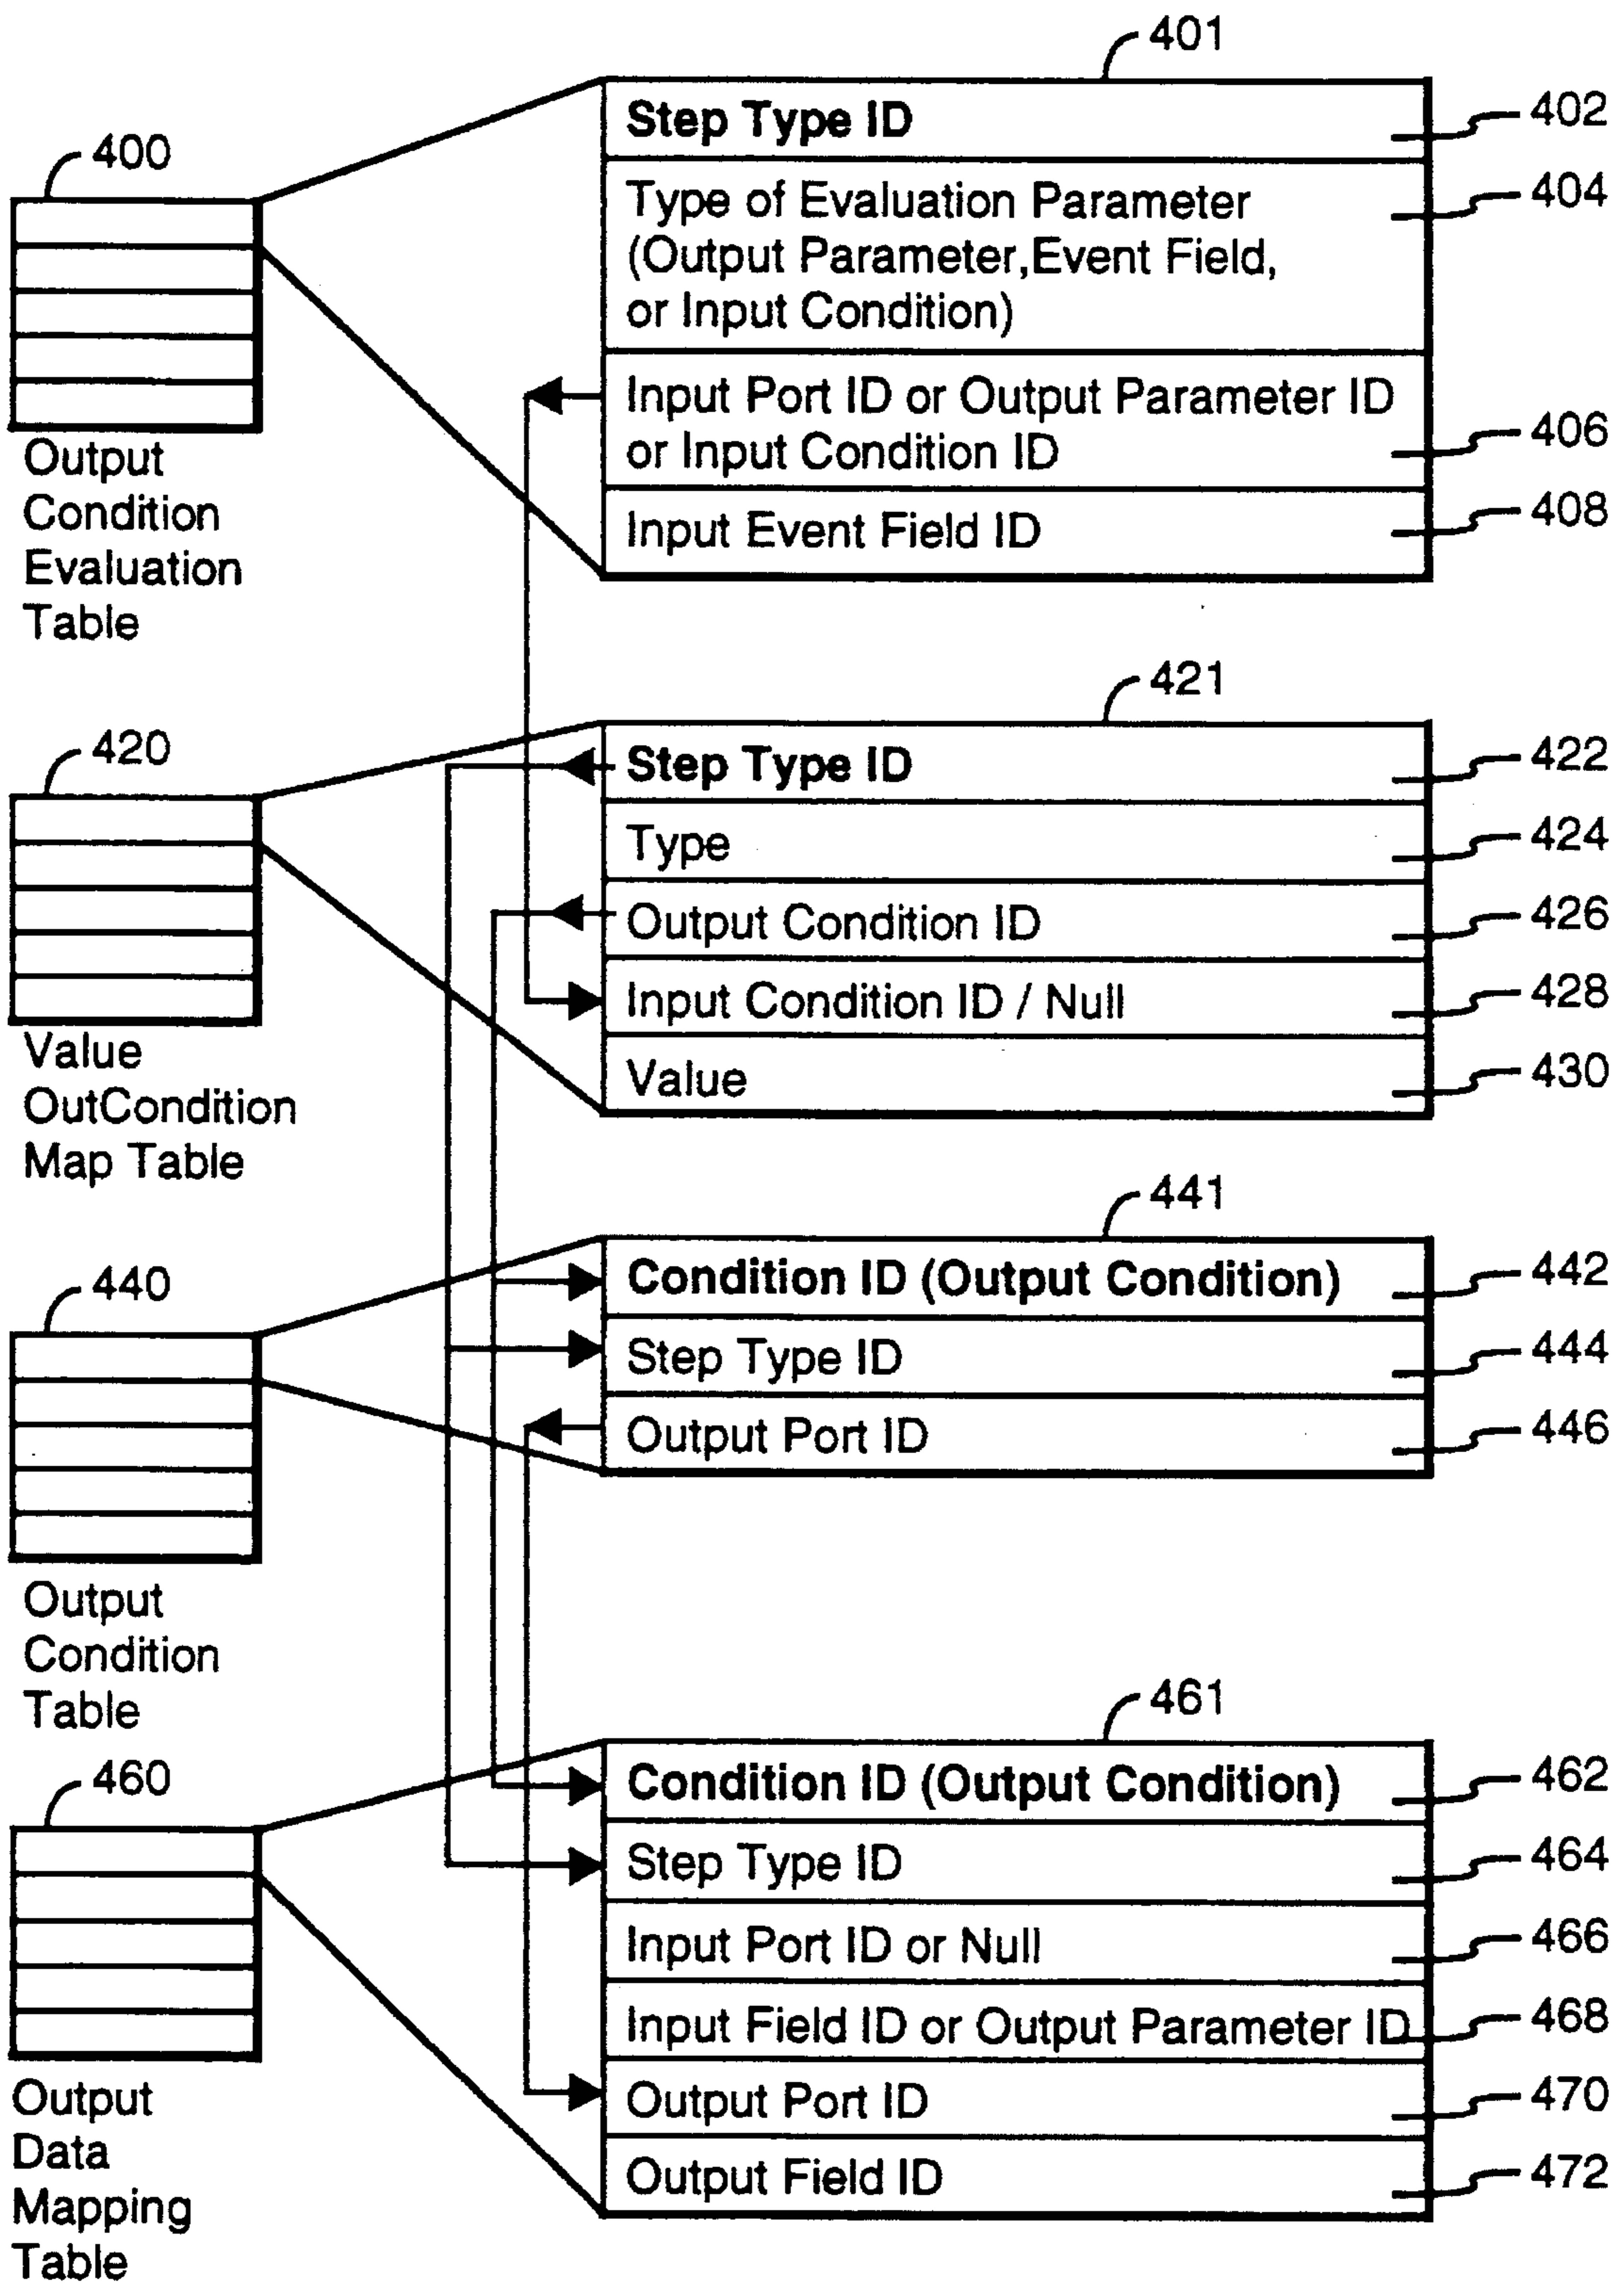 401
Step Type ID
402
400
Type of Evaluation Parameter
404
(Output Parameter,Event Field,
or Input Condition)
Input Port ID or Output Parameter ID
or Input Condition ID
406
Input Event Field ID
408
Output
Condition
Evaluation
Table
421
420
Step Type ID
422
Type
424
Output Condition ID
426
Input Condition ID / Null
428
Value
430
Value
OutCondition
Map Table
441
440
Condition ID (Output Condition)
442
Step Type ID
444
Output Port ID
446
Output
Condition
Table
461
460
Condition ID (Output Condition)
462
Step Type ID
464
Input Port ID or Null
466
Input Field ID or Output Parameter ID
468
Output Port ID
470
Output Field ID
472
Output
Data
Mapping
Table